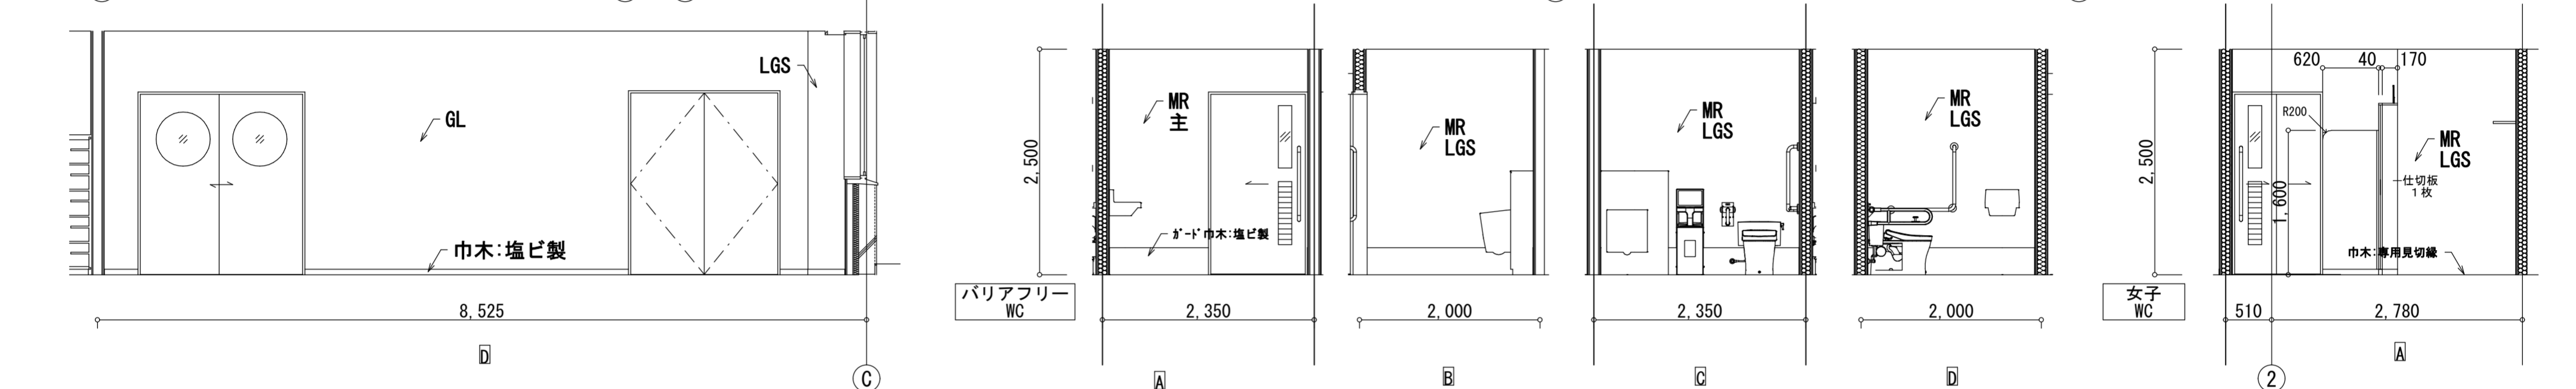 LGS
GL
巾木:塩ビ製
8,525
D
C
2,500
バリアフリー
WC
MR
主
ｶﾞｰﾄﾞ巾木:塩ビ製
2,350
A
MR
LGS
2,000
B
MR
LGS
2,350
C
MR
LGS
2,000
D
2,500
女子
WC
620
40
170
R200
1,600
MR
LGS
仕切板
1枚
巾木:専用見切縁
510
2,780
A
2